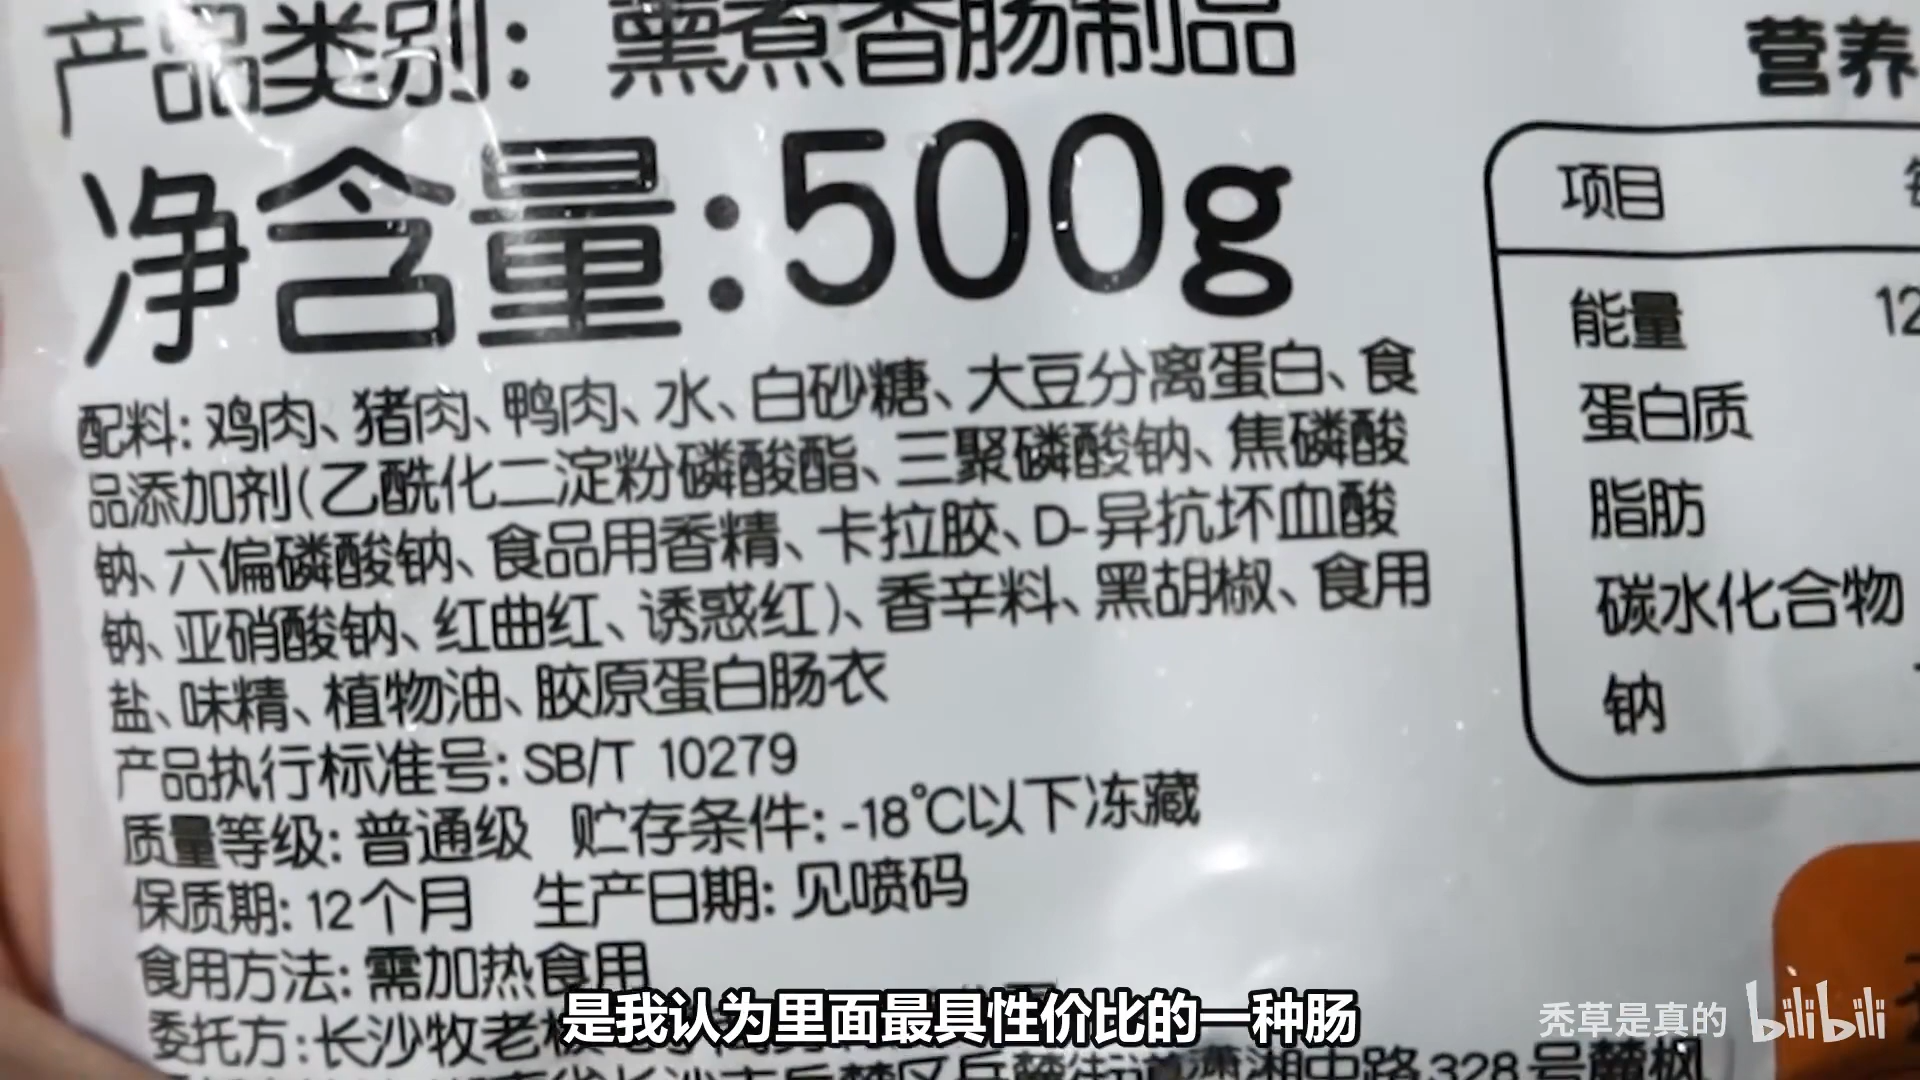 产品类别：熏煮香肠制品
净含量:500g
配料: 鸡肉、猪肉、鸭肉、水、白砂糖、大豆分离蛋白、食
品添加剂(乙酰化二淀粉磷酸酯、三聚磷酸钠、焦磷酸
钠、六偏磷酸钠、食品用香精、卡拉胶、D-异抗坏血酸
钠、亚硝酸钠、红曲红、诱惑红)、香辛料、黑胡椒、食用
盐、味精、植物油、胶原蛋白肠衣
产品执行标准号: SB/T 10279
质量等级: 普通级 贮存条件: -18℃以下冻藏
保质期: 12个月 生产日期: 见喷码
食用方法: 需加热食用
委托方: 长沙牧老
潇湘中路328号麓枫
营养
项目
能量 12
蛋白质
脂肪
碳水化合物
钠
是我认为里面最具性价比的一种肠
秃草是真的 bilibili